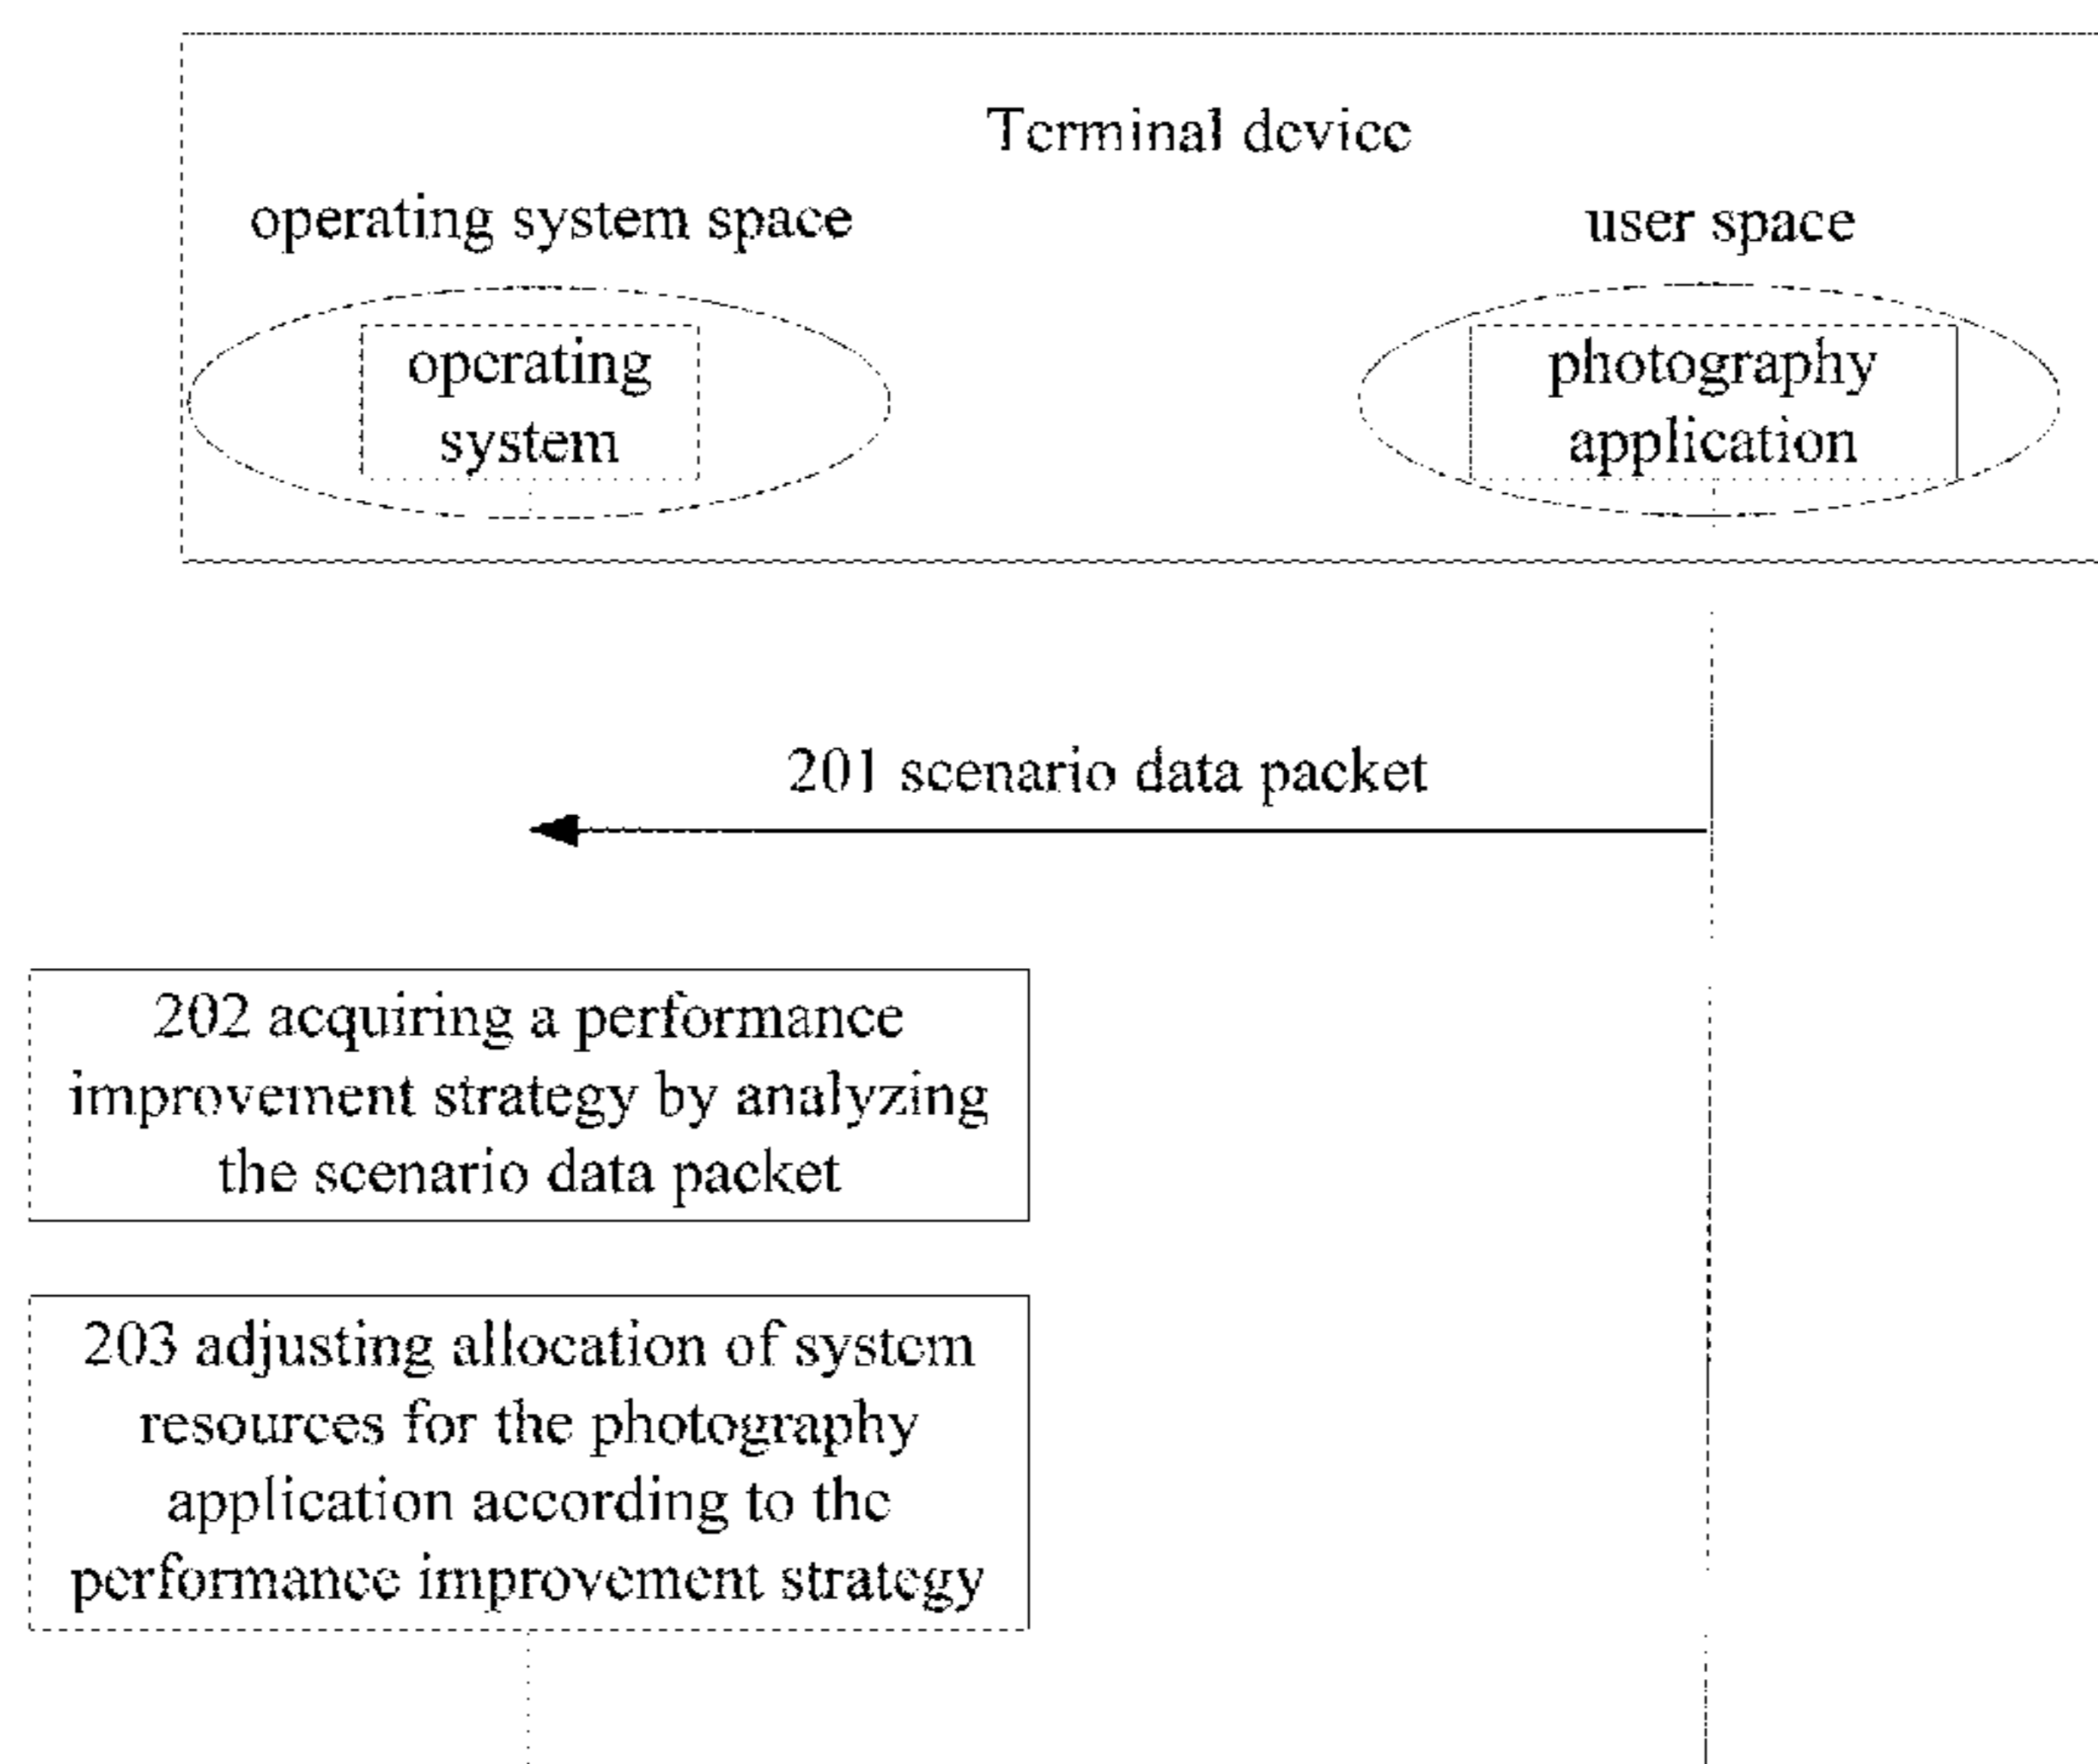 Terminal device
operating system space
user space
operating
system
photography
application
201 scenario data packet
202 acquiring a performance
improvement strategy by analyzing
the scenario data packet
203 adjusting allocation of system
resources for the photography
application according to the
performance improvement strategy